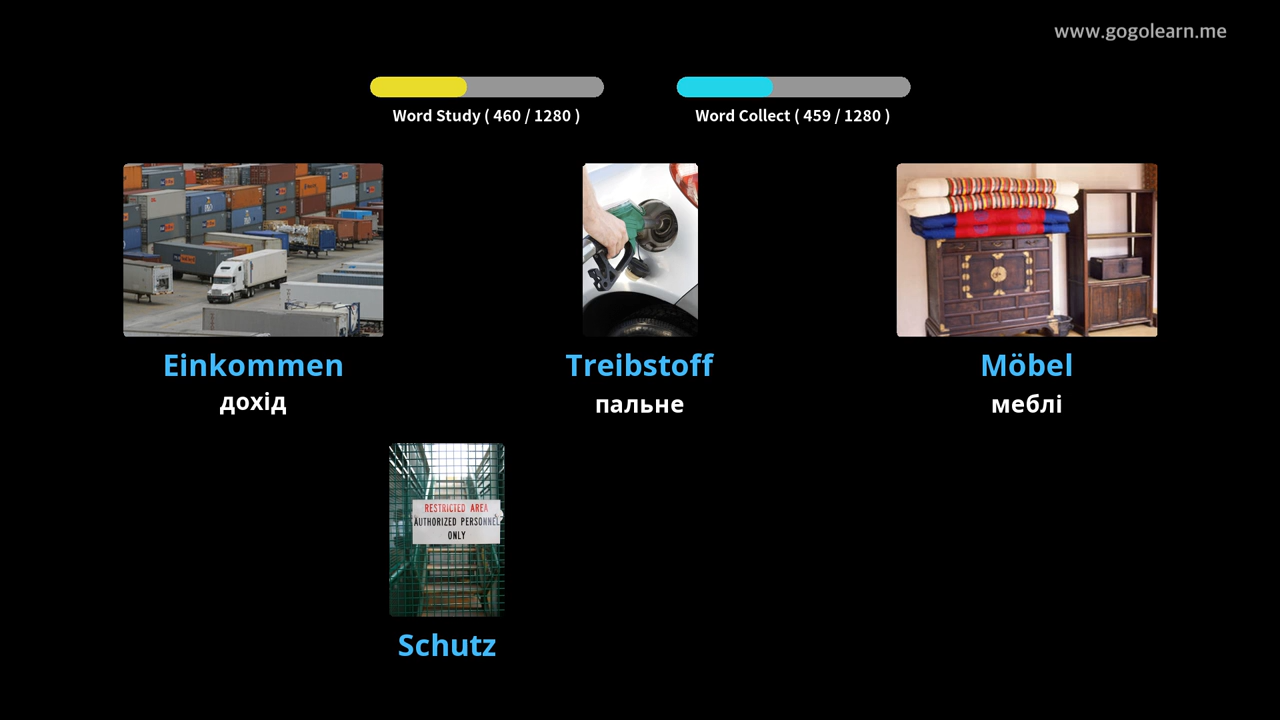 www.gogolearn.me
Word Study ( 460 / 1280 )
Word Collect ( 459 / 1280 )
Einkommen
дохід
Treibstoff
пальне
Möbel
меблі
RESTRICTED AREA
AUTHORIZED PERSONNEL
ONLY
Schutz